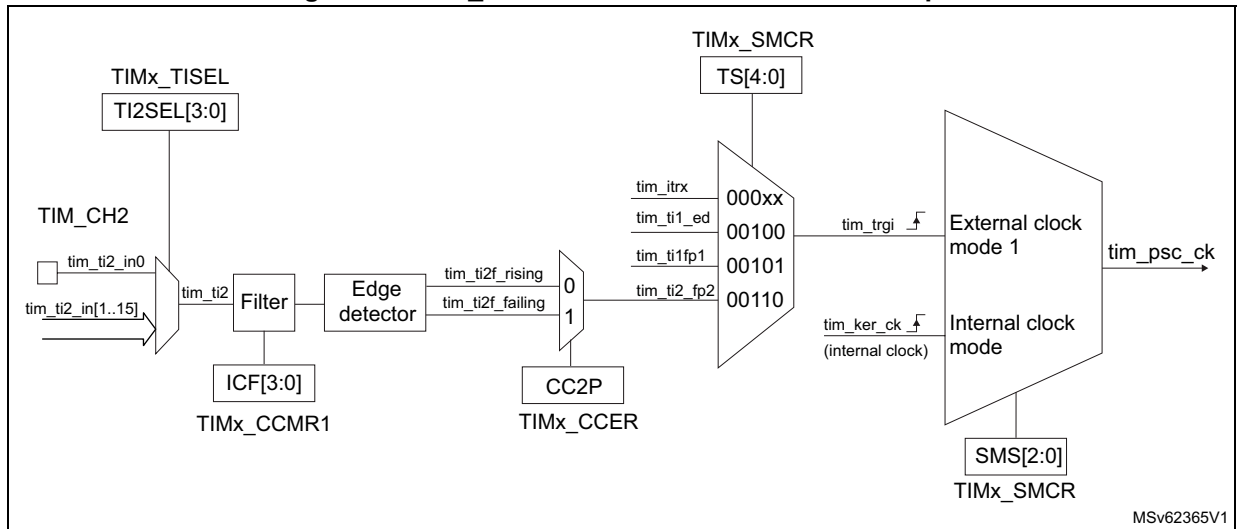 TIMx_SMCR
TS[4:0]
TIMx_TISEL
TI2SEL[3:0]
TIM_CH2
tim_ti2_in0
tim_ti2_in[1..15]
tim_ti2
Filter
ICF[3:0]
TIMx_CCMR1
Edge
detector
tim_ti2f_rising
tim_ti2f_failing
0
1
CC2P
TIMx_CCER
tim_itrx
tim_ti1_ed
tim_ti1fp1
tim_ti2_fp2
000xx
00100
00101
00110
tim_trgi
tim_ker_ck
(internal clock)
External clock
mode 1
Internal clock
mode
tim_psc_ck
SMS[2:0]
TIMx_SMCR
MSv62365V1